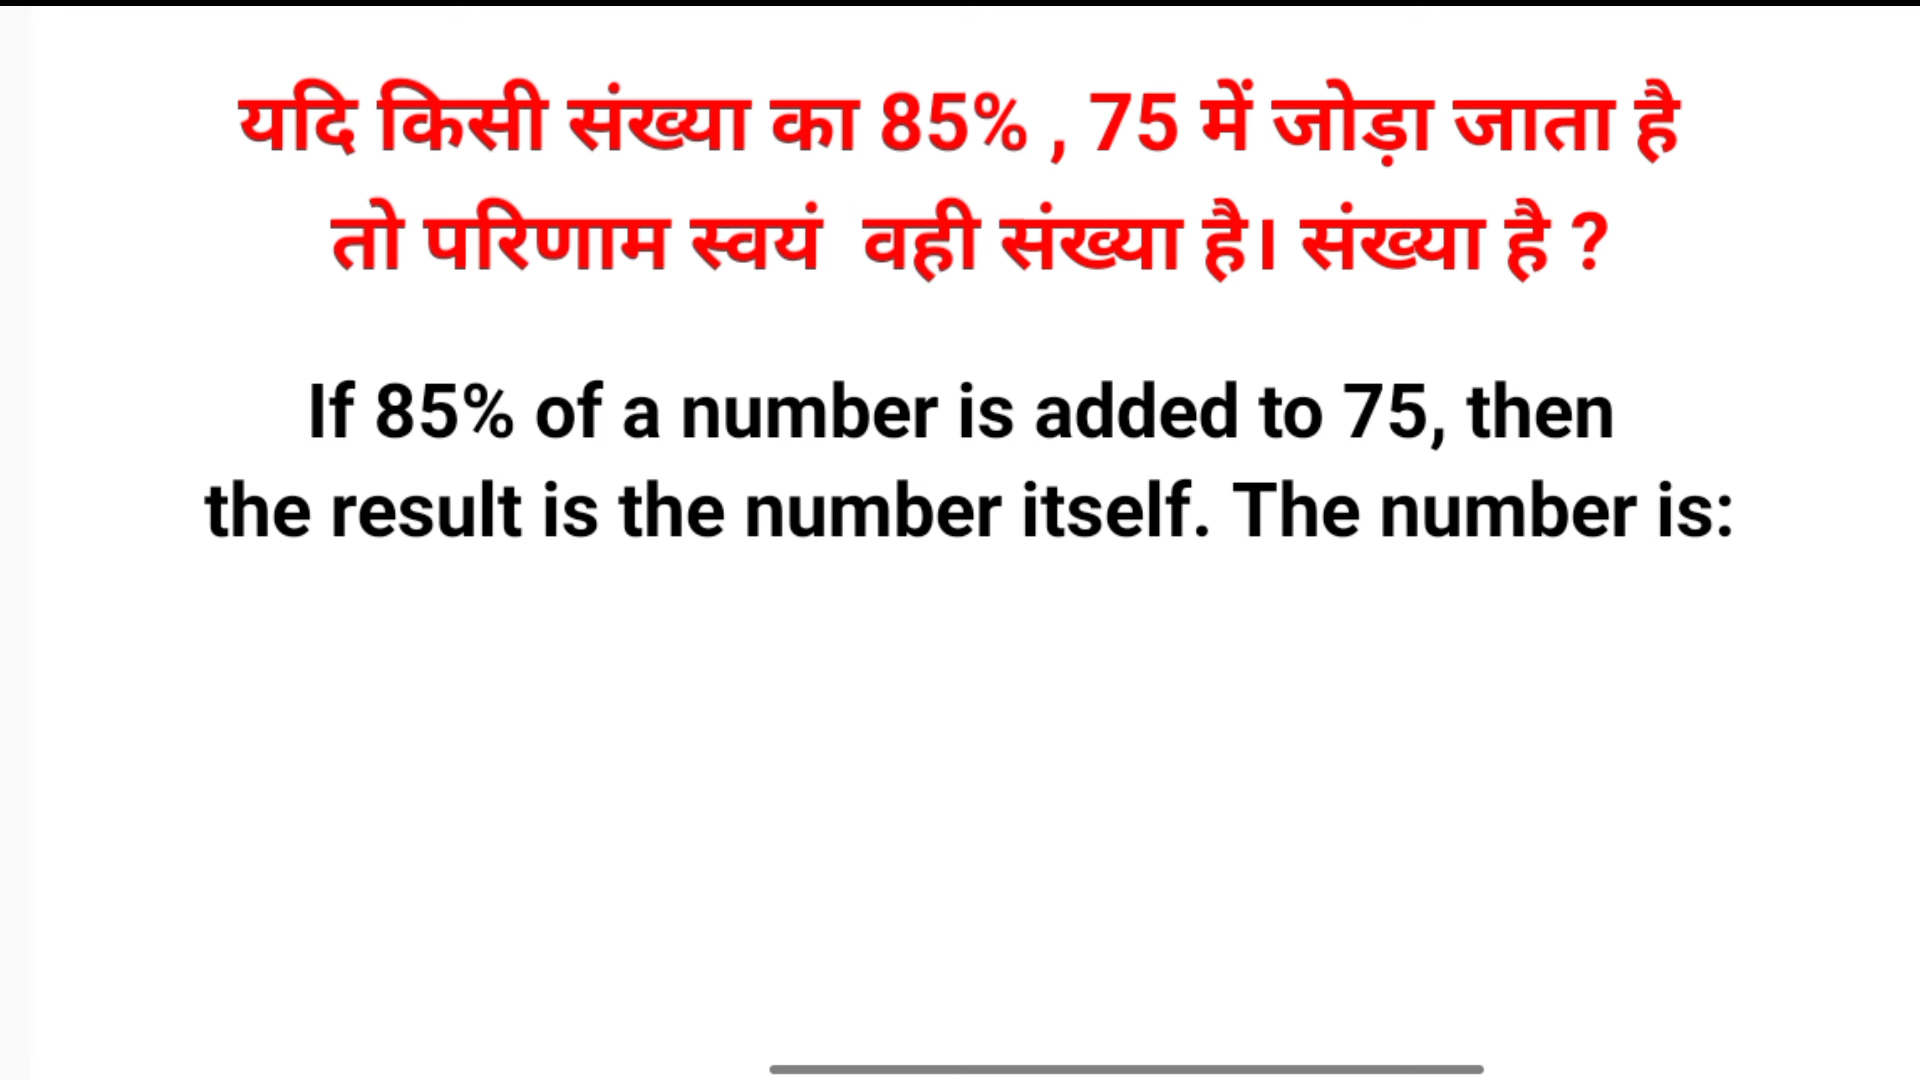 यदि किसी संख्या का 85% , 75 में जोड़ा जाता है
तो परिणाम स्वयं वही संख्या है। संख्या है ?
If 85% of a number is added to 75, then
the result is the number itself. The number is: